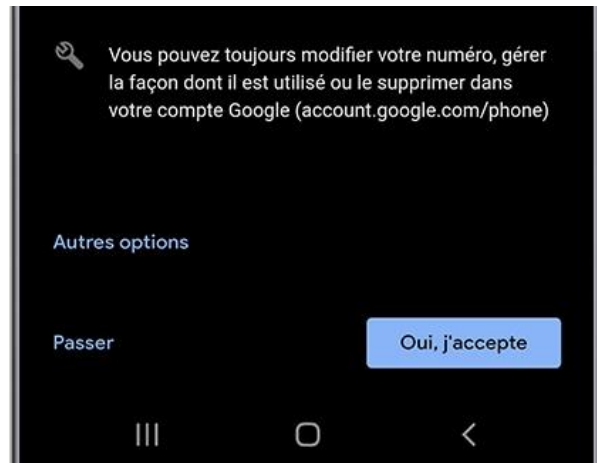 Vous pouvez toujours modifier votre numéro, gérer
la façon dont il est utilisé ou le supprimer dans
votre compte Google (account.google.com/phone)
Autres options
Passer
Oui, j'accepte